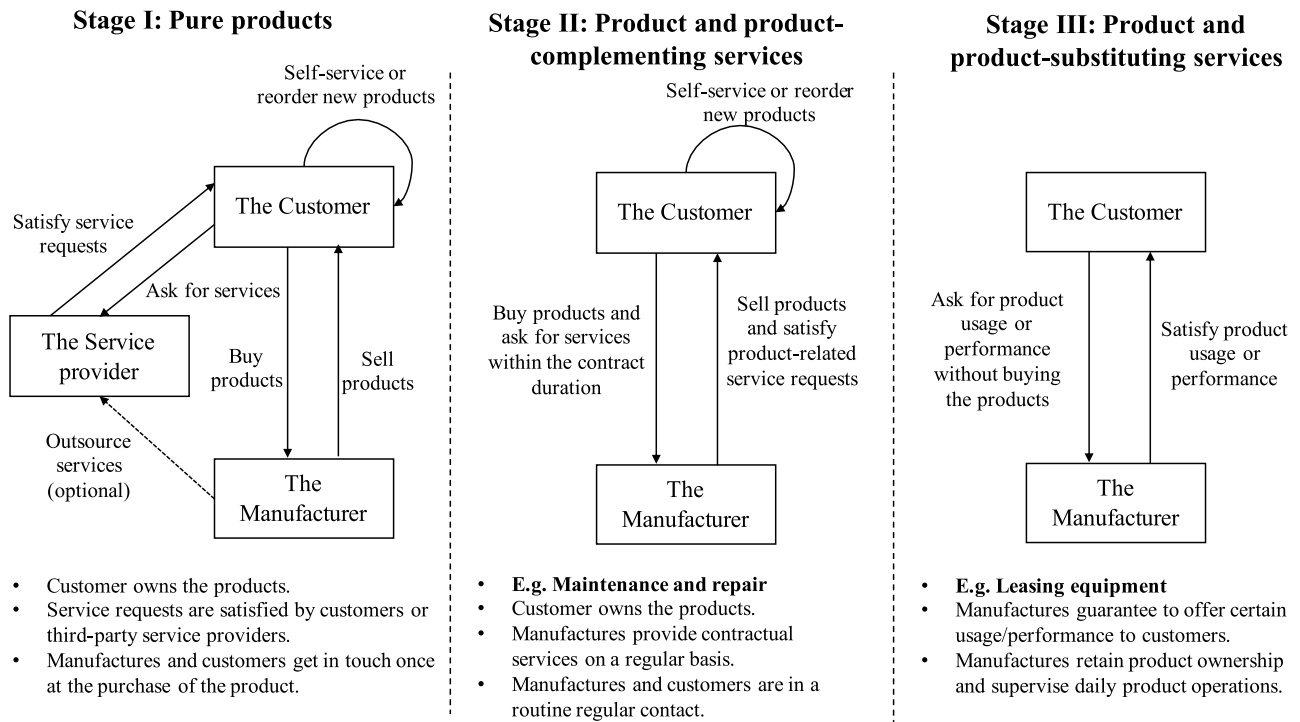 Stage I: Pure products
Self-service or
reorder new products
The Customer
Satisfy service
requests
Ask for services
The Service
provider
Buy
products
Sell
products
Outsource
services
(optional)
The
Manufacturer
• Customer owns the products.
• Service requests are satisfied by customers or
third-party service providers.
• Manufactures and customers get in touch once
at the purchase of the product.
Stage II: Product and product-
complementing services
Self-service or reorder
new products
The Customer
Buy products and
ask for services
within the contract
duration
Sell products
and satisfy
product-related
service requests
The
Manufacturer
• E.g. Maintenance and repair
• Customer owns the products.
• Manufactures provide contractual
services on a regular basis.
• Manufactures and customers are in a
routine regular contact.
Stage III: Product and
product-substituting services
The Customer
Ask for product
usage or
performance
without buying
the products
Satisfy product
usage or
performance
The
Manufacturer
• E.g. Leasing equipment
• Manufactures guarantee to offer certain
usage/performance to customers.
• Manufactures retain product ownership
and supervise daily product operations.